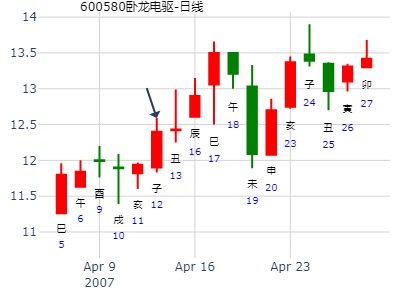 600580卧龙电驱-日线
14
13.5
13
12.5
12
11.5
11
巳
5
午
6
酉
9
戌
10
亥
11
子
12
丑
13
辰
16
巳
17
午
18
未
19
申
20
亥
23
子
24
丑
25
寅
26
卯
27
Apr 9
2007
Apr 16
Apr 23